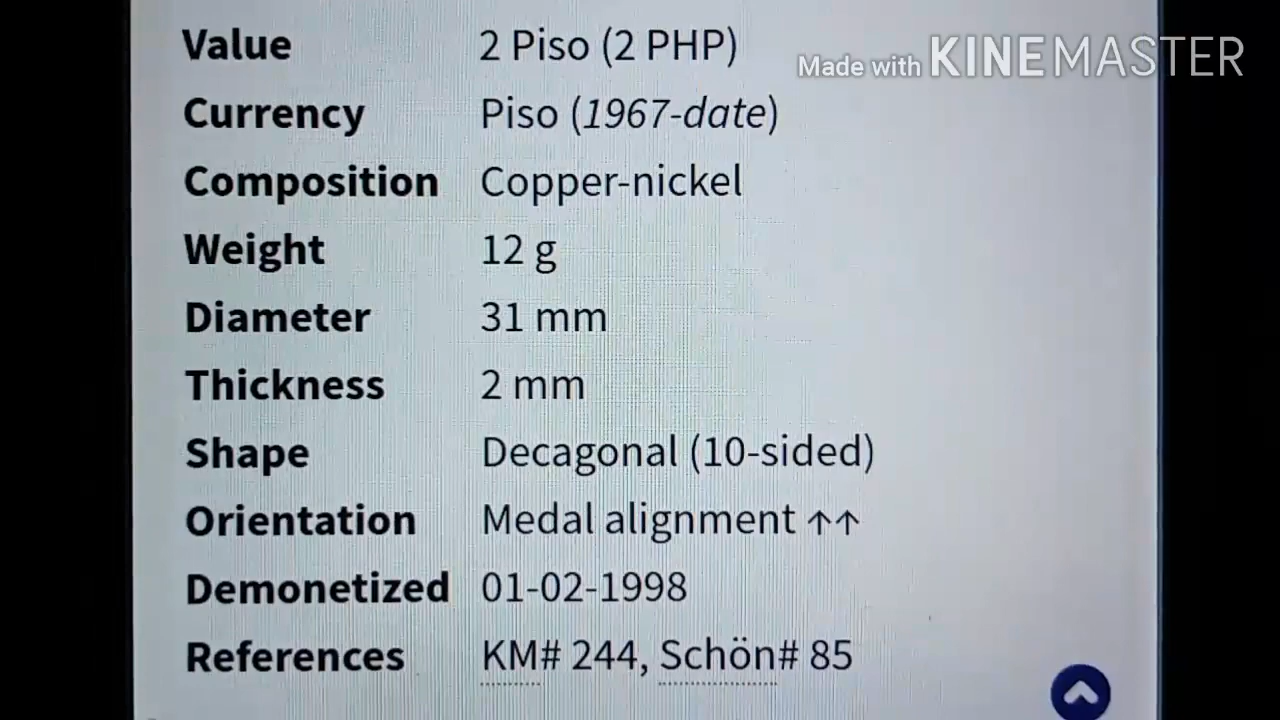 Made with KINEMASTER
Value 2 Piso (2 PHP)
Currency Piso (1967-date)
Composition Copper-nickel
Weight 12 g
Diameter 31 mm
Thickness 2 mm
Shape Decagonal (10-sided)
Orientation Medal alignment ↑↑
Demonetized 01-02-1998
References KM# 244, Schön# 85